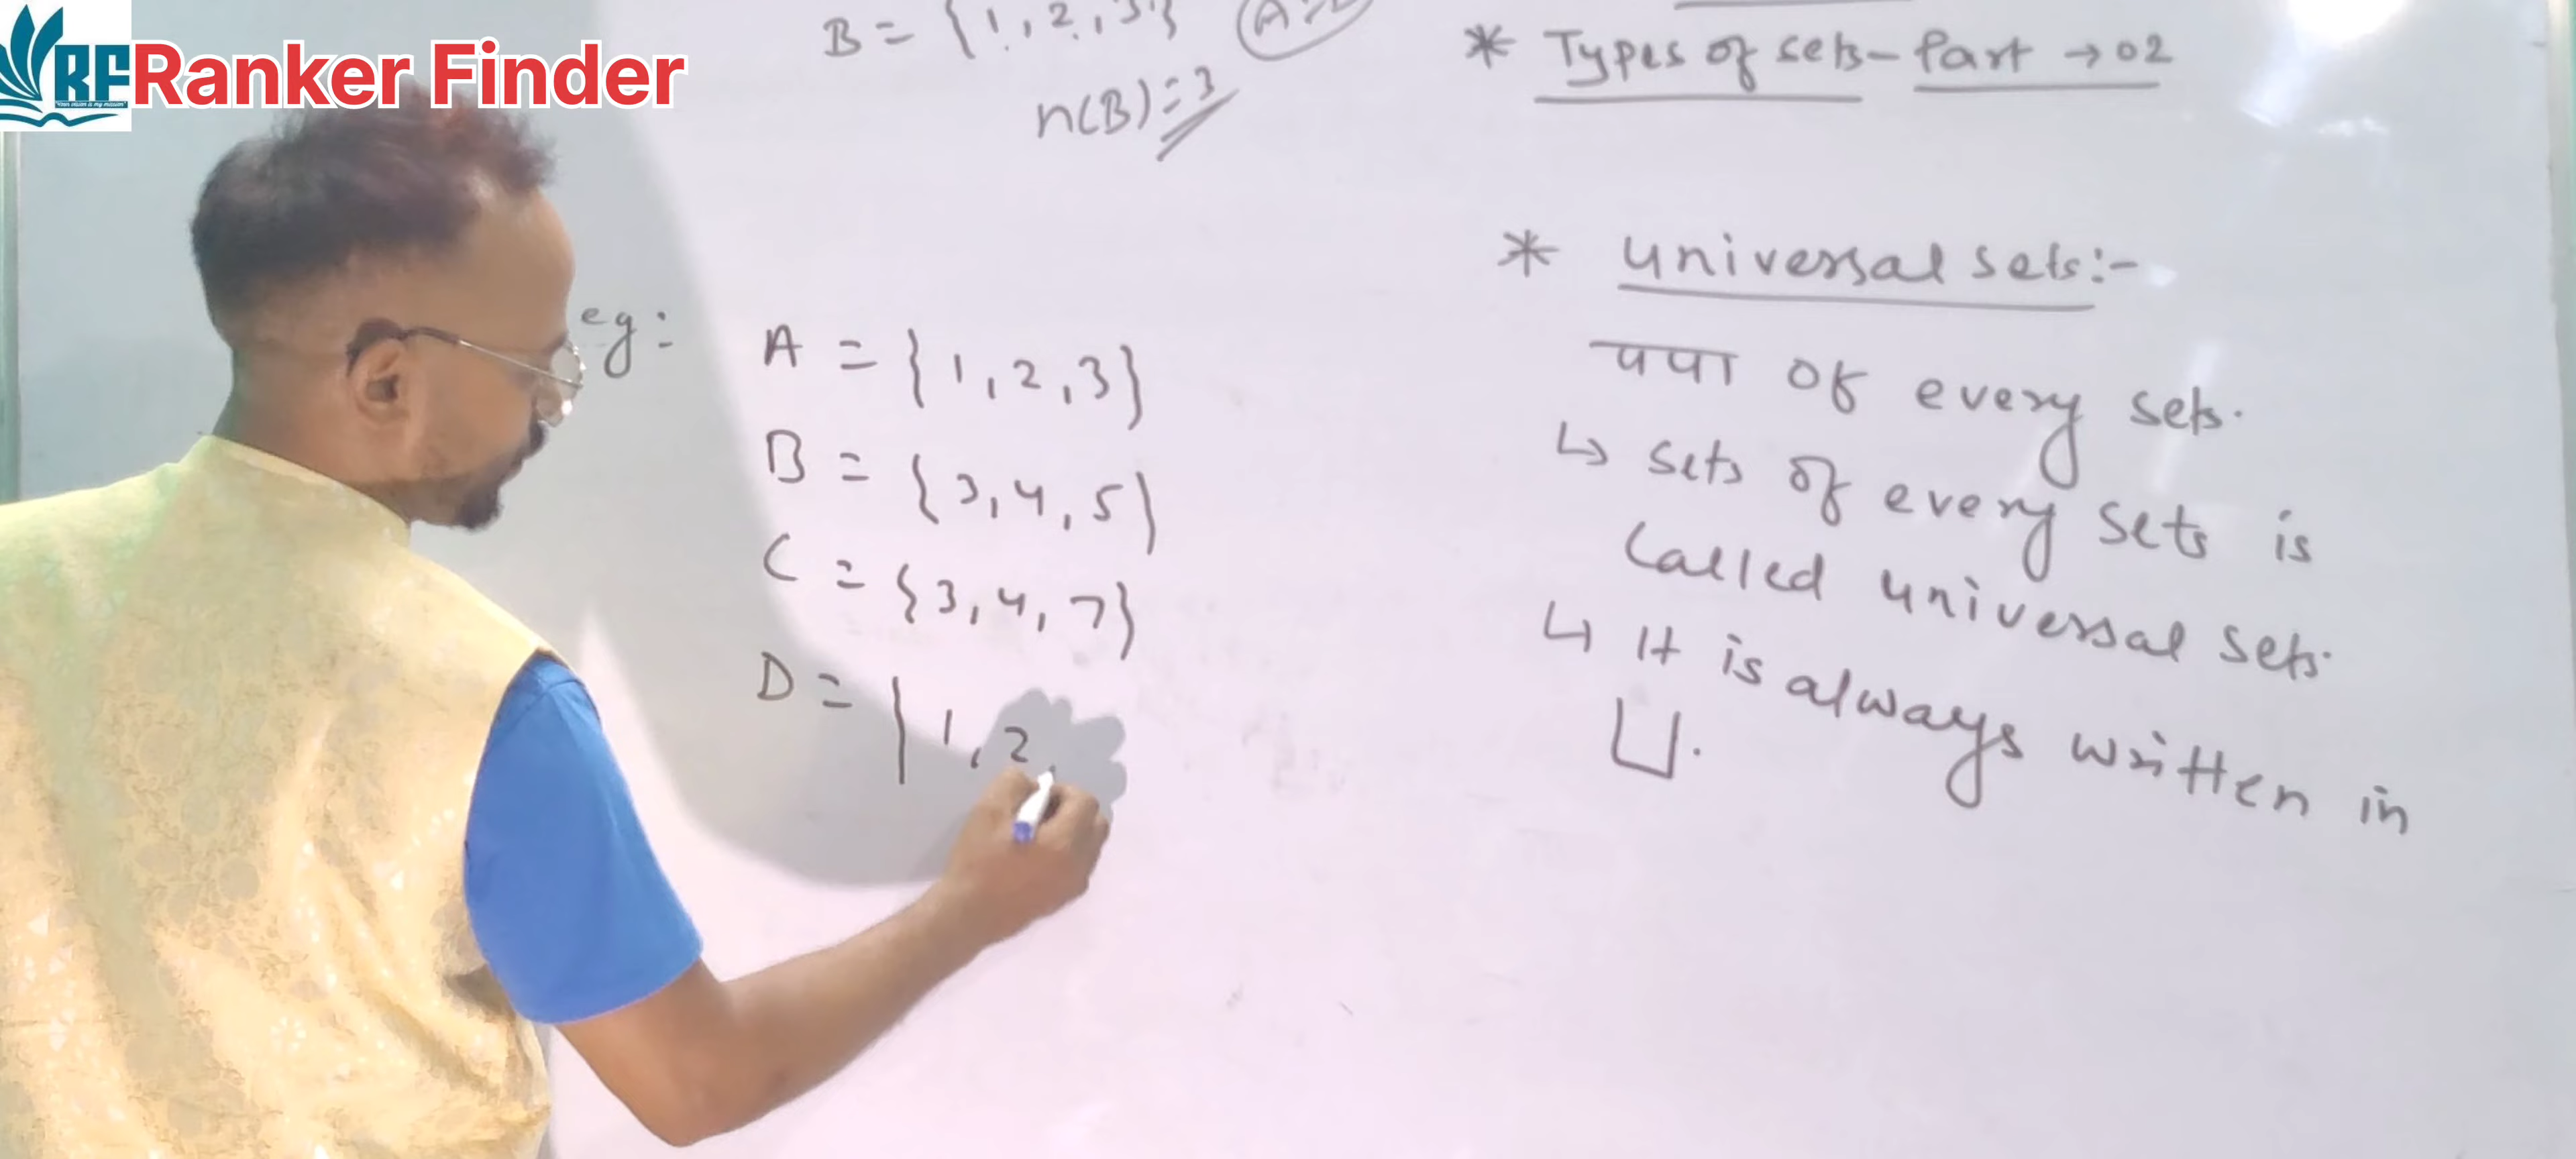 RF Ranker Finder
B = {1, 2, 3}
n(B) = 3
eg:
A = {1, 2, 3}
B = {3, 4, 5}
C = {3, 4, 7}
D = {1, 2,
* Types of sets - Part → 02
* Universal sets :-
पपा of every sets.
↳ sets of every sets is
called universal sets.
↳ It is always written in
U.